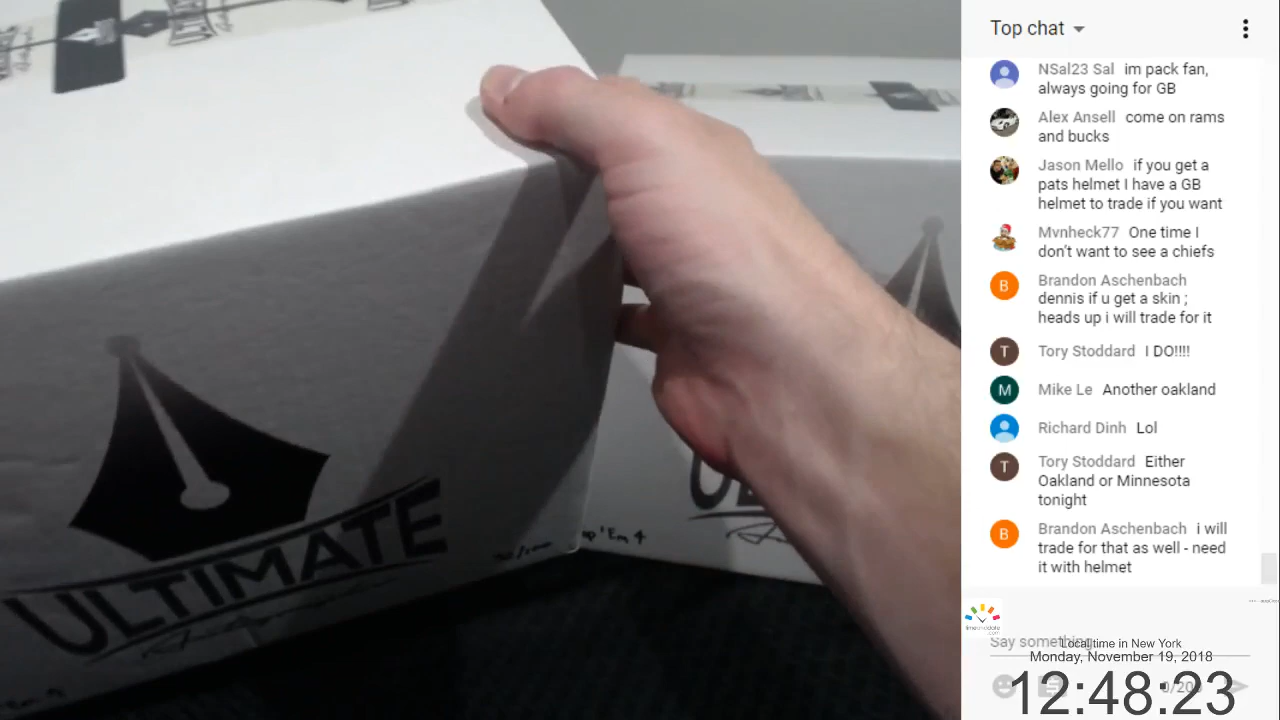 Top chat
NSal23 Sal im pack fan,
always going for GB
Alex Ansell come on rams
and bucks
Jason Mello if you get a
pats helmet I have a GB
helmet to trade if you want
Mvnheck77 One time I
don't want to see a chiefs
B
Brandon Aschenbach
dennis if u get a skin ;
heads up i will trade for it
T
Tory Stoddard I DO!!!!
M
Mike Le Another oakland
Richard Dinh Lol
T
Tory Stoddard Either
Oakland or Minnesota
tonight
B
Brandon Aschenbach i will
trade for that as well - need
it with helmet
Say something...
Local time in New York
Monday, November 19, 2018
12:48:23
ULTIMATE